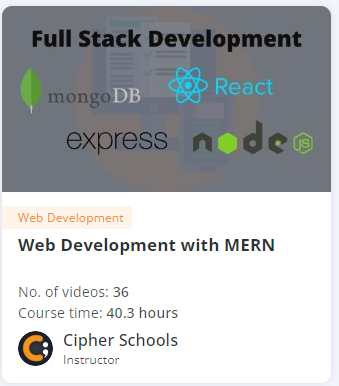 Full Stack Development
mongoDB
React
express
node
JS
Web Development
Web Development with MERN
No. of videos: 36
Course time: 40.3 hours
Cipher Schools
Instructor